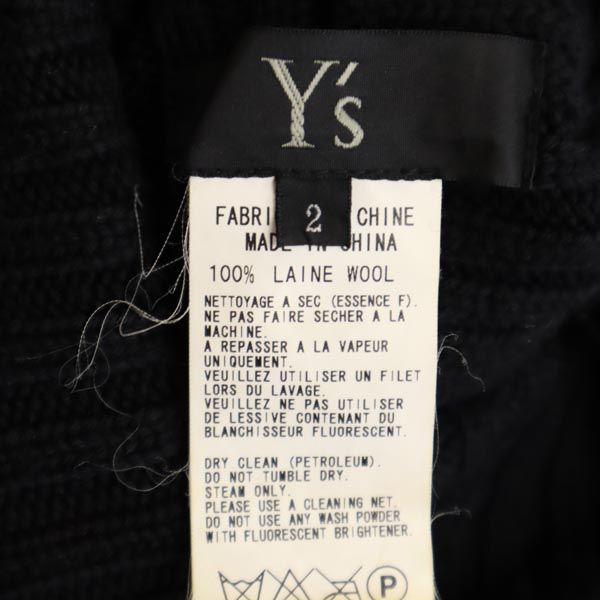 Y's
2
FABRI CHINE
MADE IN CHINA
100% LAINE WOOL
NETTOYAGE A SEC (ESSENCE F).
NE PAS FAIRE SECHER A LA
MACHINE.
A REPASSER A LA VAPEUR
UNIQUEMENT.
VEUILLEZ UTILISER UN FILET
LORS DU LAVAGE.
VEUILLEZ NE PAS UTILISER
DE LESSIVE CONTENANT DU
BLANCHISSEUR FLUORESCENT.
DRY CLEAN (PETROLEUM).
DO NOT TUMBLE DRY.
STEAM ONLY.
PLEASE USE A CLEANING NET.
DO NOT USE ANY WASH POWDER
WITH FLUORESCENT BRIGHTENER.
P